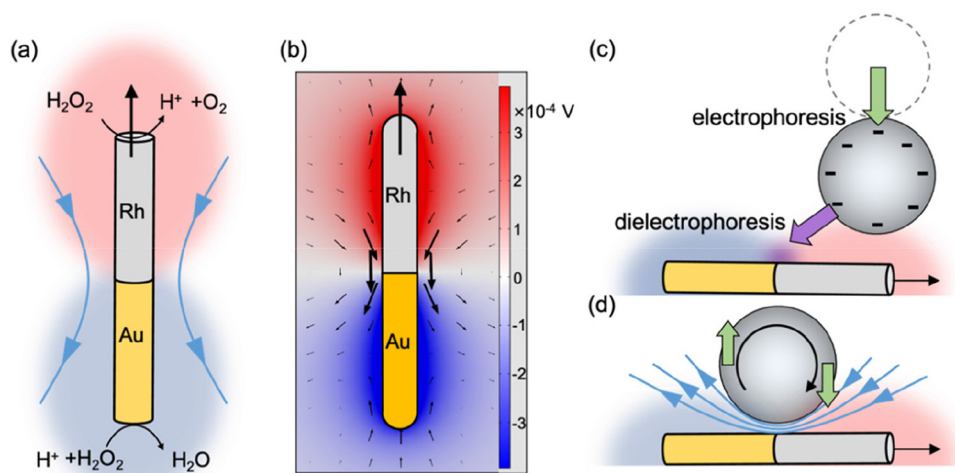 (a)
H₂O₂
H⁺ +O₂
Rh
Au
H⁺ +H₂O₂
H₂O
(b)
×10⁻⁴ V
3
2
1
0
-1
-2
-3
Rh
Au
(c)
electrophoresis
dielectrophoresis
(d)